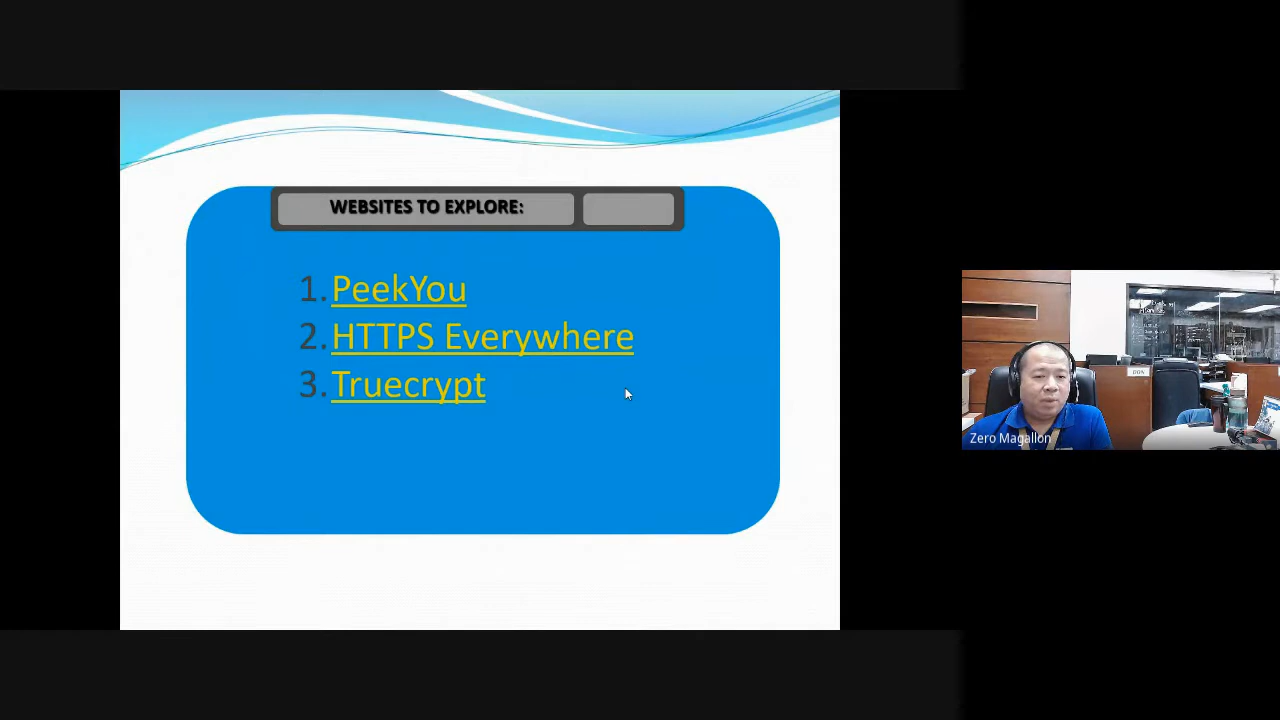 WEBSITES TO EXPLORE:
1. PeekYou
2. HTTPS Everywhere
3. Truecrypt
Zero Magallon